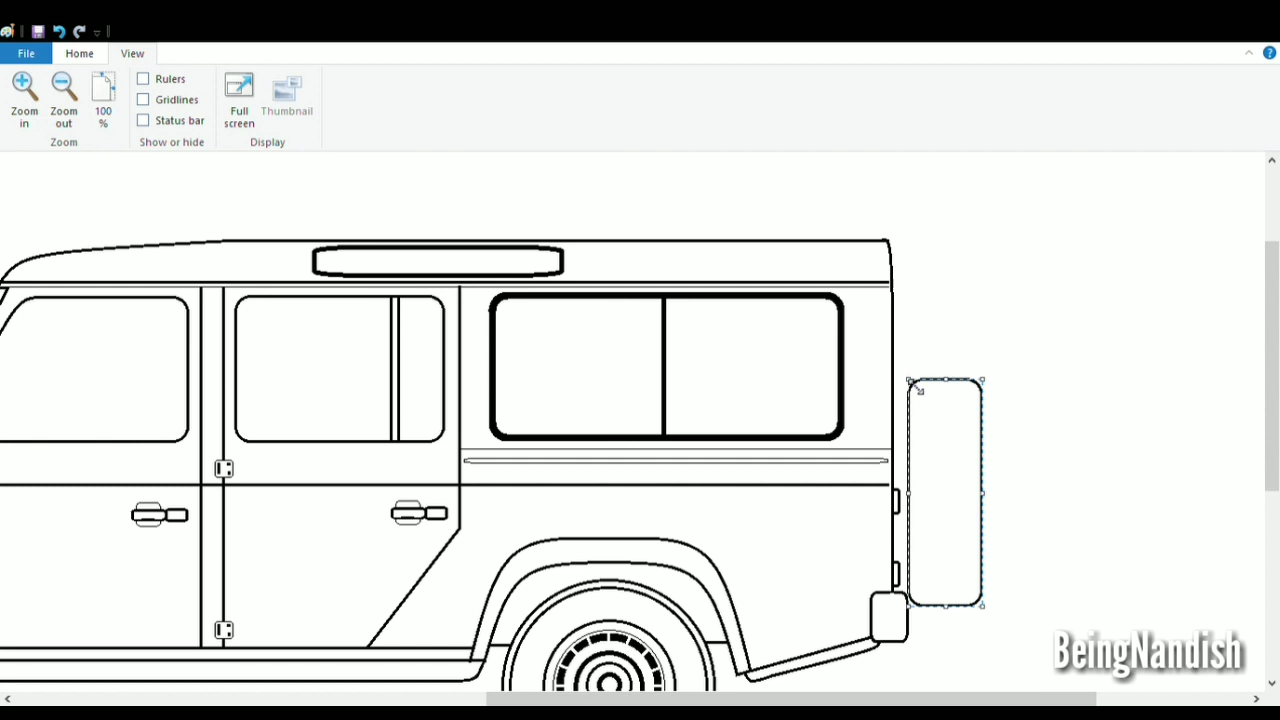 File Home View
Zoom in
Zoom out
100 %
Rulers
Gridlines
Status bar
Full screen
Thumbnail
Zoom
Show or hide
Display
BeingNandish